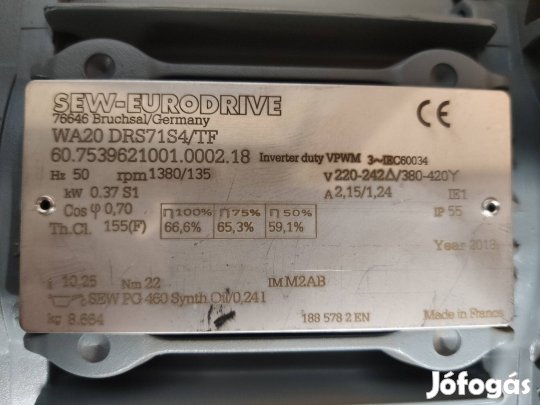 SEW-EURODRIVE
76646 Bruchsal/Germany
CE
WA20 DRS71S4/TF
60.7539621001.0002.18 Inverter duty VPWM 3~IEC60034
Hz 50 rpm 1380/135 V 220-242Δ/380-420Y
kW 0.37 S1 A 2,15/1,24 IE1
Cos φ 0,70 η100% η75% η50% IP 55
Th.Cl. 155(F) 66,6% 65,3% 59,1%
Year 2018
i 10.25 Nm 22 IM M2AB
SEW PG 460 Synth Oil/0,24 l
kg 8.664 188 578 2 EN Made in France
Jófogás